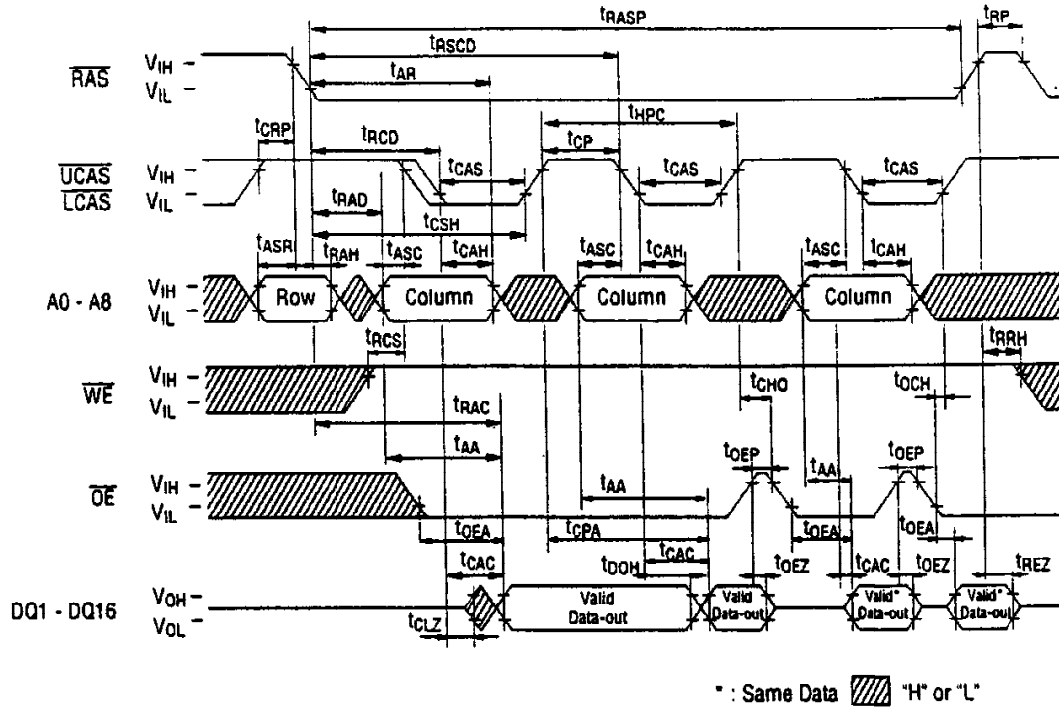 tRASP
tRP
tRSCD
tAR
RAS
VIH
VIL
tCRP
tRCD
tHPC
tCP
tCAS
tCAS
tCAS
UCAS
LCAS
VIH
VIL
tRAD
tCSH
tASR
tRAH
tASC
tCAH
tASC
tCAH
tASC
tCAH
A0 - A8
VIH
VIL
Row
Column
Column
Column
tRCS
tRRH
WE
VIH
VIL
tCHO
tOCH
tRAC
tAA
tOEP
tAA
tOEP
OE
VIH
VIL
tAA
tOEA
tCPA
tOEA
tOEA
tCAC
tDOH
tCAC
tOEZ
tCAC
tOEZ
tREZ
DQ1 - DQ16
VOH
VOL
Valid Data-out
Valid Data-out
Valid* Data-out
Valid* Data-out
tCLZ
* : Same Data "H" or "L"